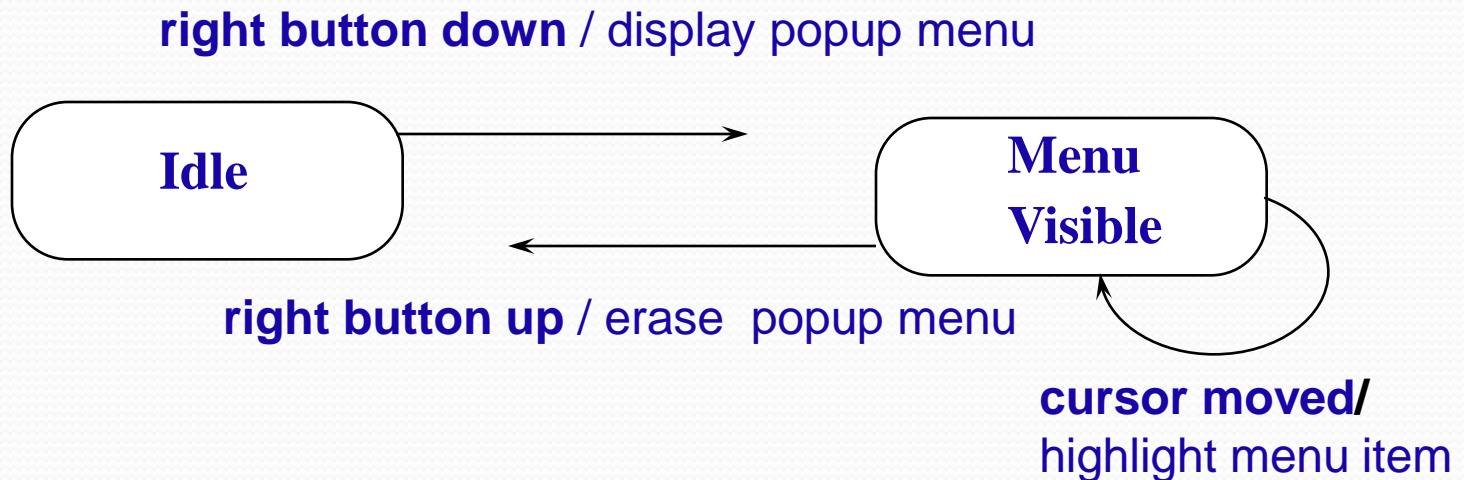 right button down / display popup menu
Idle
Menu
Visible
right button up / erase popup menu
cursor moved/
highlight menu item